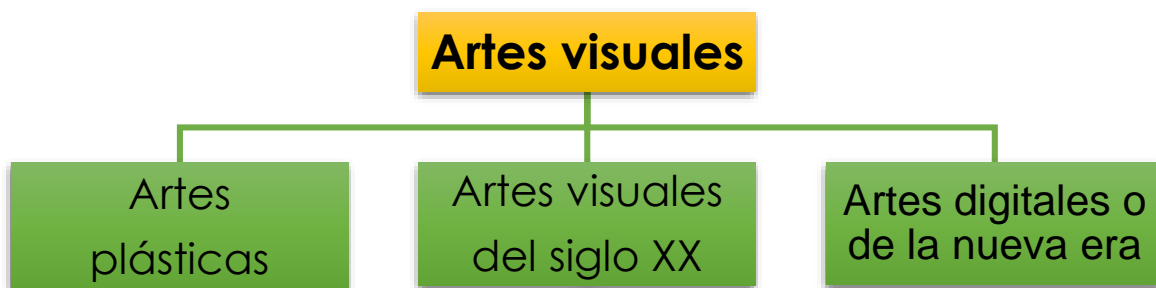 Artes visuales
Artes
plásticas
Artes visuales
del siglo XX
Artes digitales o
de la nueva era